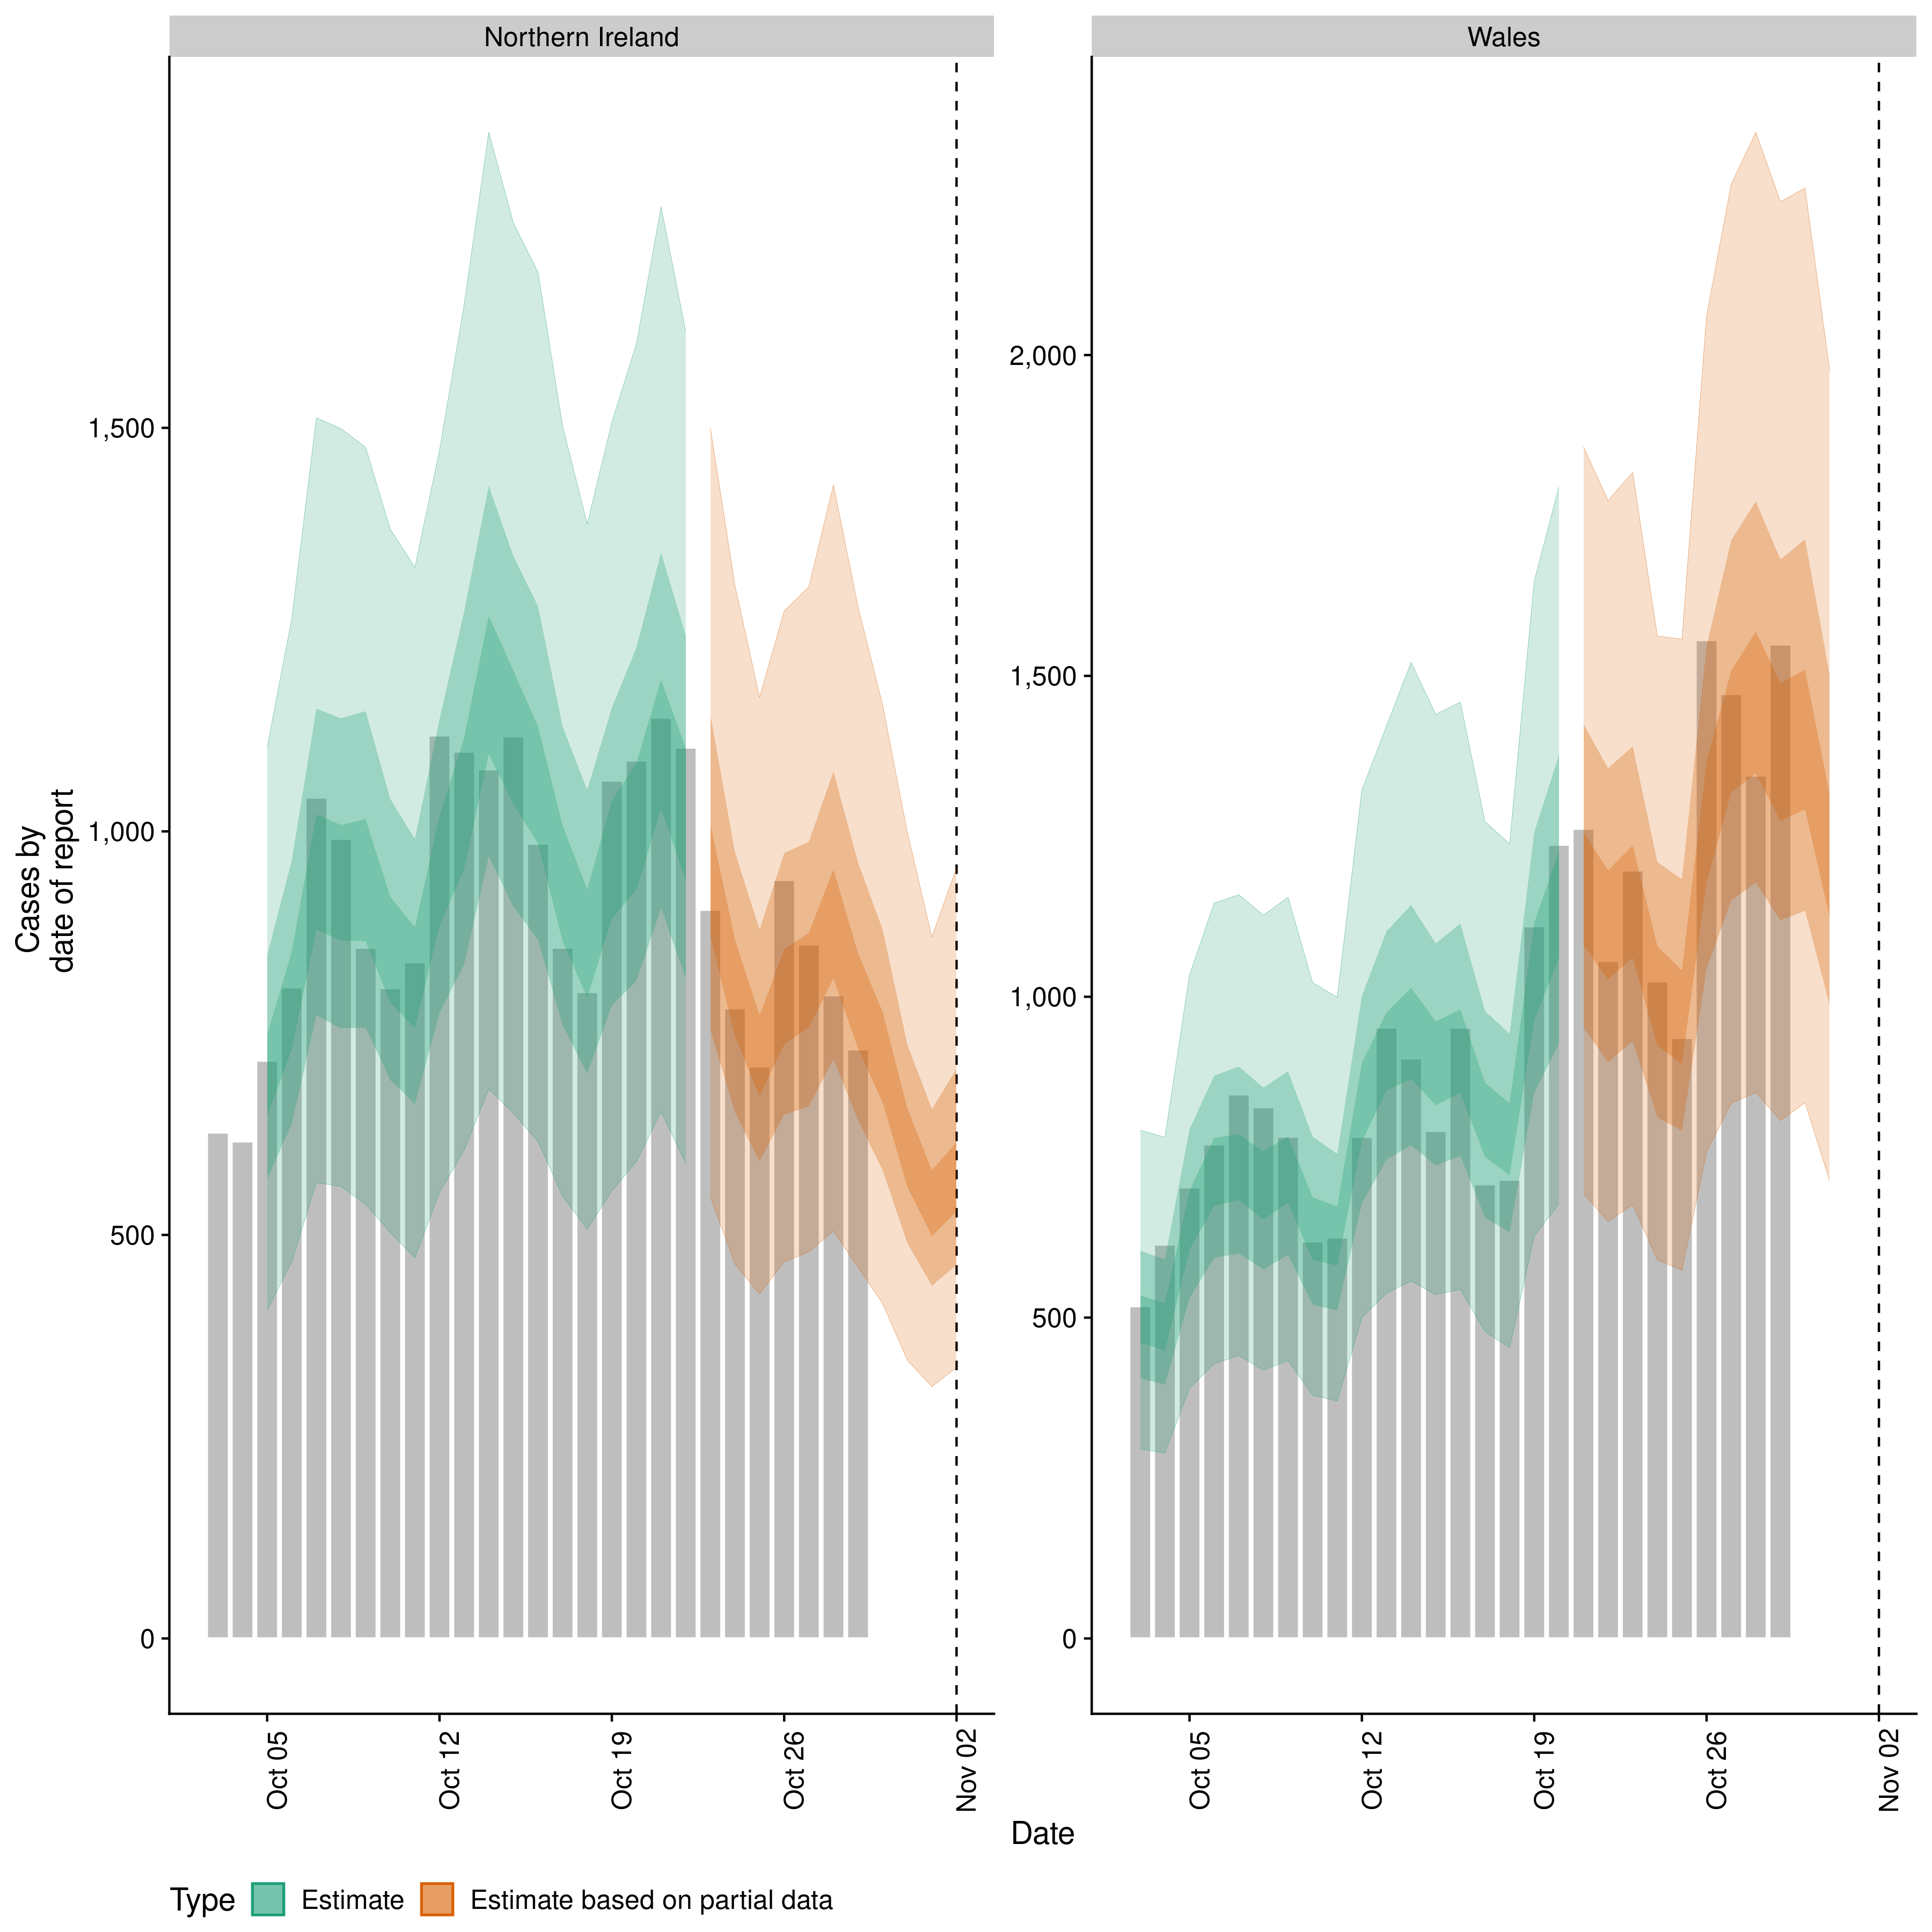 Northern Ireland
Wales
Cases by
date of report
1,500
1,000
500
0
2,000
1,500
1,000
500
0
Oct 05
Oct 12
Oct 19
Oct 26
Nov 02
Oct 05
Oct 12
Oct 19
Oct 26
Nov 02
Date
Type Estimate Estimate based on partial data